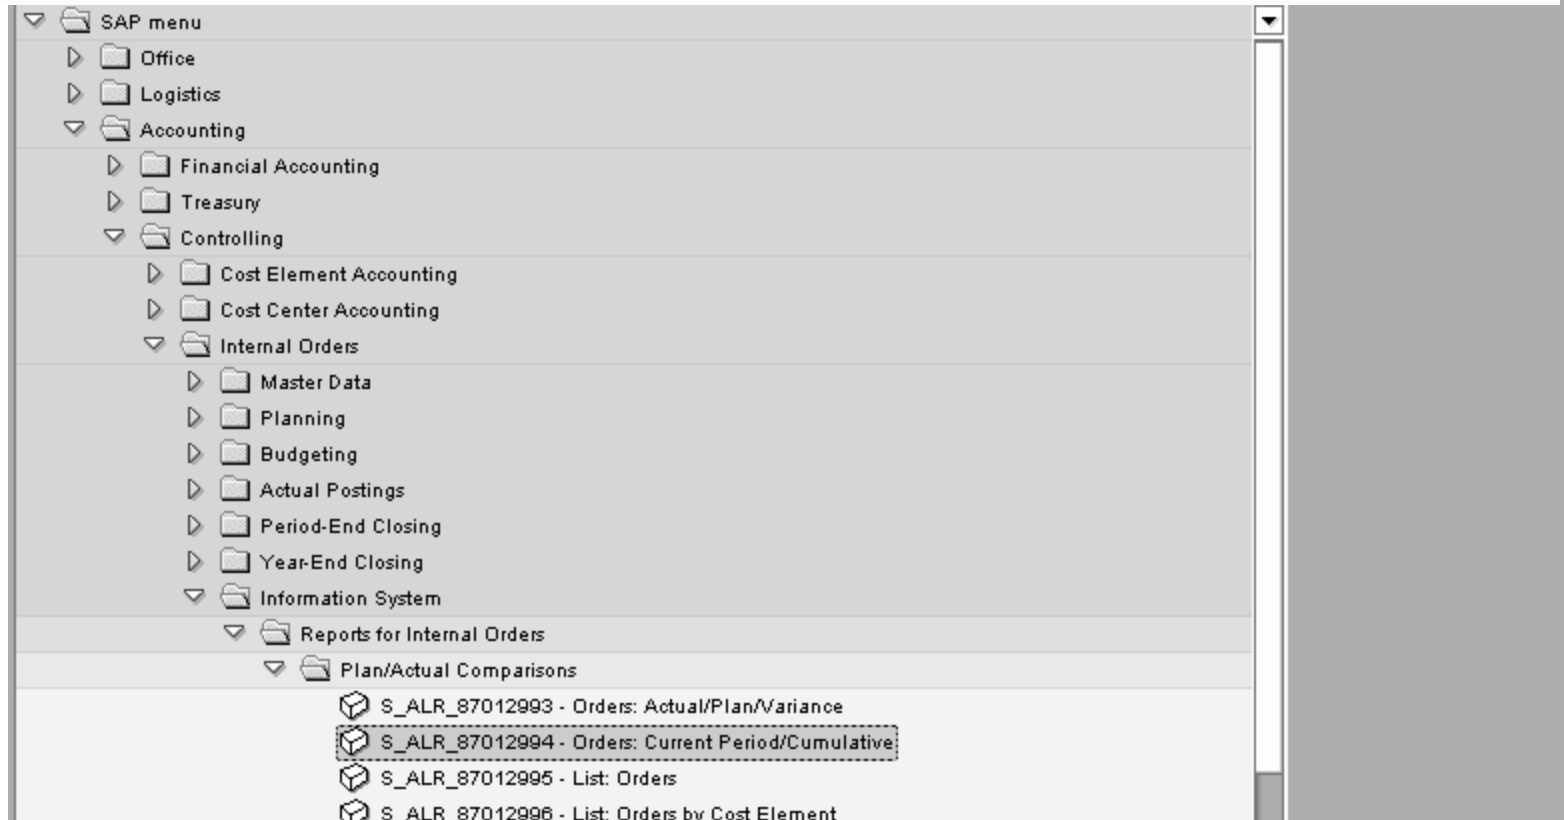 SAP menu
Office
Logistics
Accounting
Financial Accounting
Treasury
Controlling
Cost Element Accounting
Cost Center Accounting
Internal Orders
Master Data
Planning
Budgeting
Actual Postings
Period-End Closing
Year-End Closing
Information System
Reports for Internal Orders
Plan/Actual Comparisons
S_ALR_87012993 - Orders: Actual/Plan/Variance
S_ALR_87012994 - Orders: Current Period/Cumulative
S_ALR_87012995 - List: Orders
S_ALR_87012996 - List: Orders by Cost Element